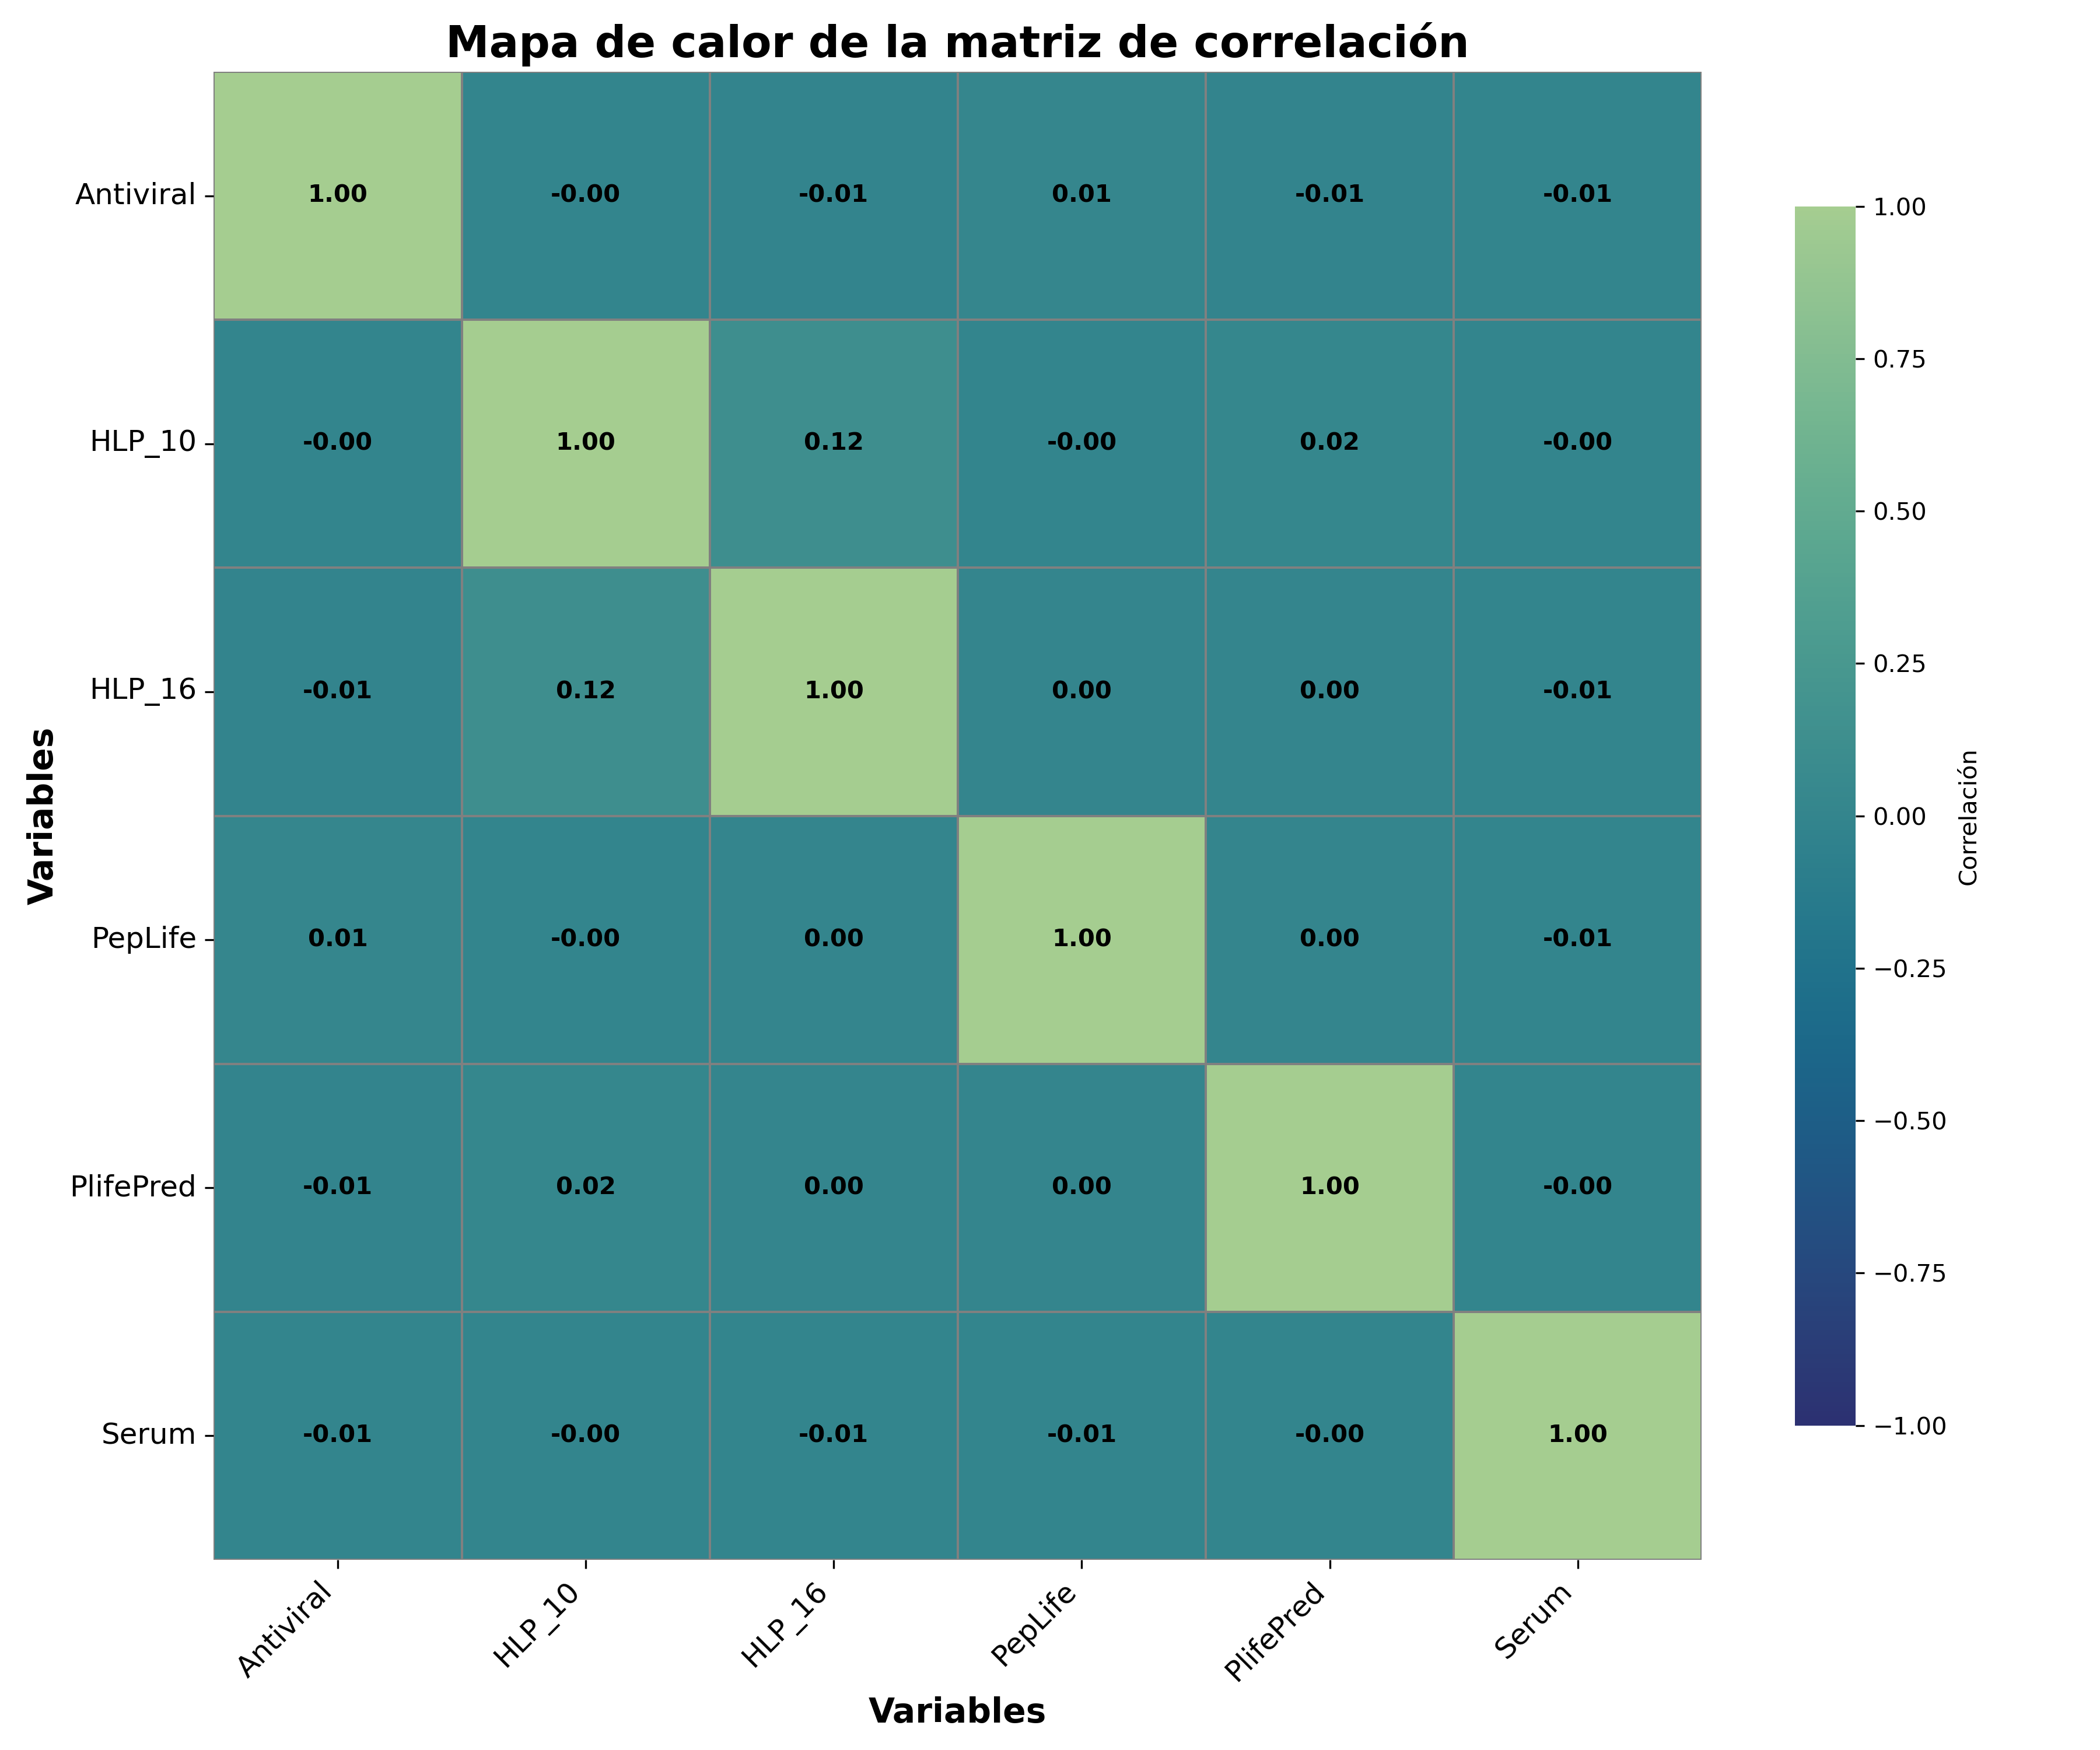 Mapa de calor de la matriz de correlación
Antiviral 1.00 -0.00 -0.01 0.01 -0.01 -0.01
HLP_10 -0.00 1.00 0.12 -0.00 0.02 -0.00
HLP_16 -0.01 0.12 1.00 0.00 0.00 -0.01
PepLife 0.01 -0.00 0.00 1.00 0.00 -0.01
PlifePred -0.01 0.02 0.00 0.00 1.00 -0.00
Serum -0.01 -0.00 -0.01 -0.01 -0.00 1.00
Variables
Antiviral HLP_10 HLP_16 PepLife PlifePred Serum
Variables
1.00
0.75
0.50
0.25
0.00
−0.25
−0.50
−0.75
−1.00
Correlación